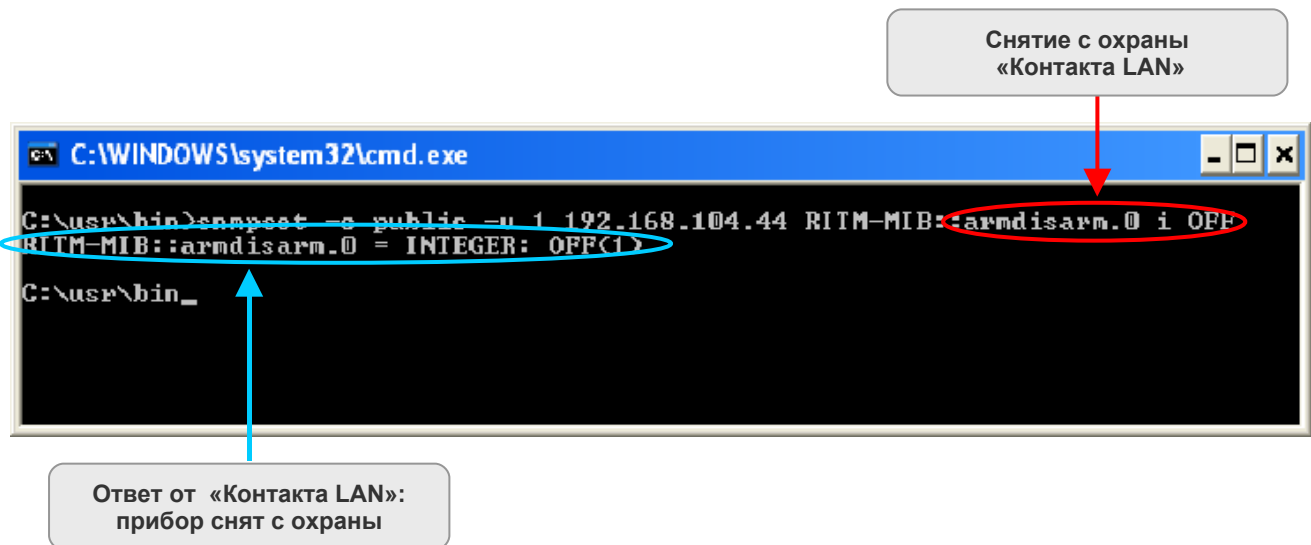 Снятие с охраны
«Контакта LAN»
C:\WINDOWS\system32\cmd.exe
C:\usr\bin>snmpset -c public -v 1 192.168.104.44 RITM-MIB::armdisarm.0 i OFF
RITM-MIB::armdisarm.0 = INTEGER: OFF(1)
C:\usr\bin_
Ответ от «Контакта LAN»:
прибор снят с охраны